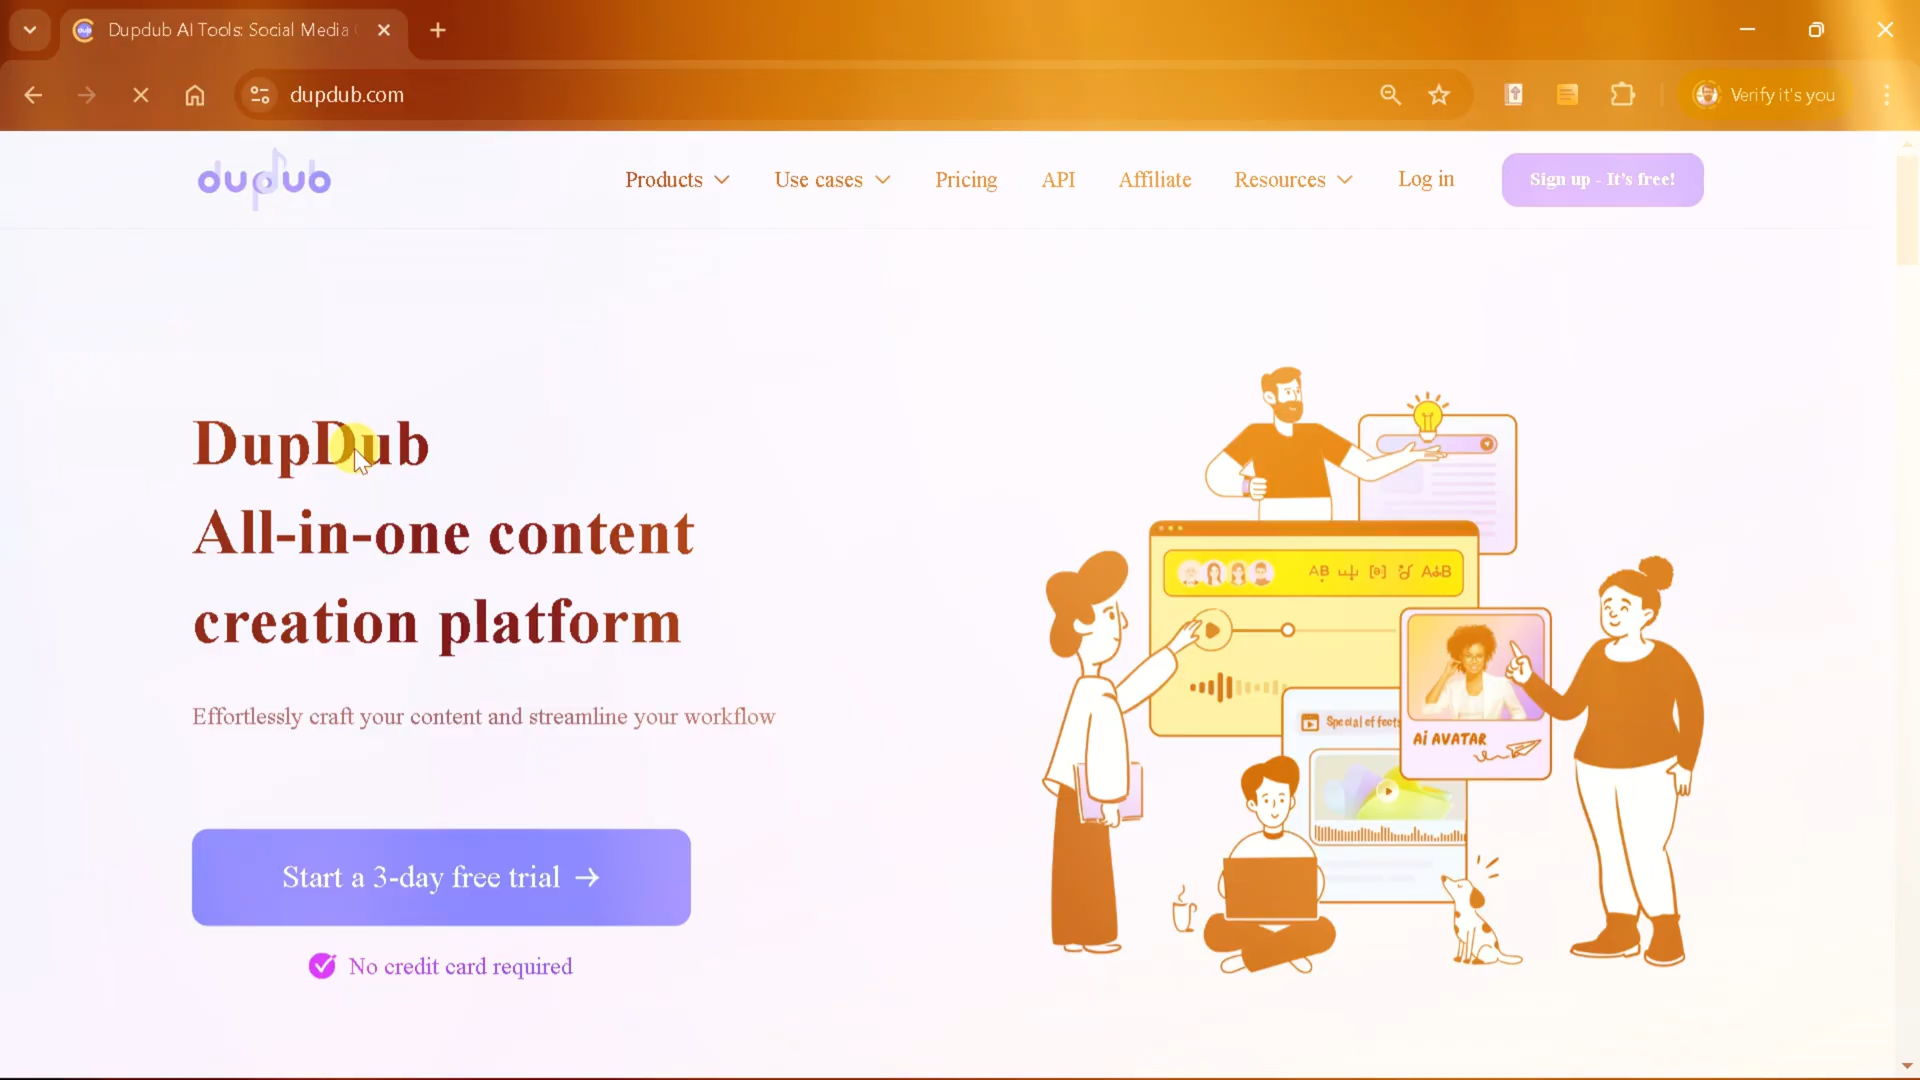 Dupdub AI Tools: Social Media
dupdub.com
Verify it's you
dupdub
Products
Use cases
Pricing
API
Affiliate
Resources
Log in
Sign up - It's free!
DupDub
All-in-one content
creation platform
Effortlessly craft your content and streamline your workflow
Start a 3-day free trial →
No credit card required
Special effects
Ai AVATAR